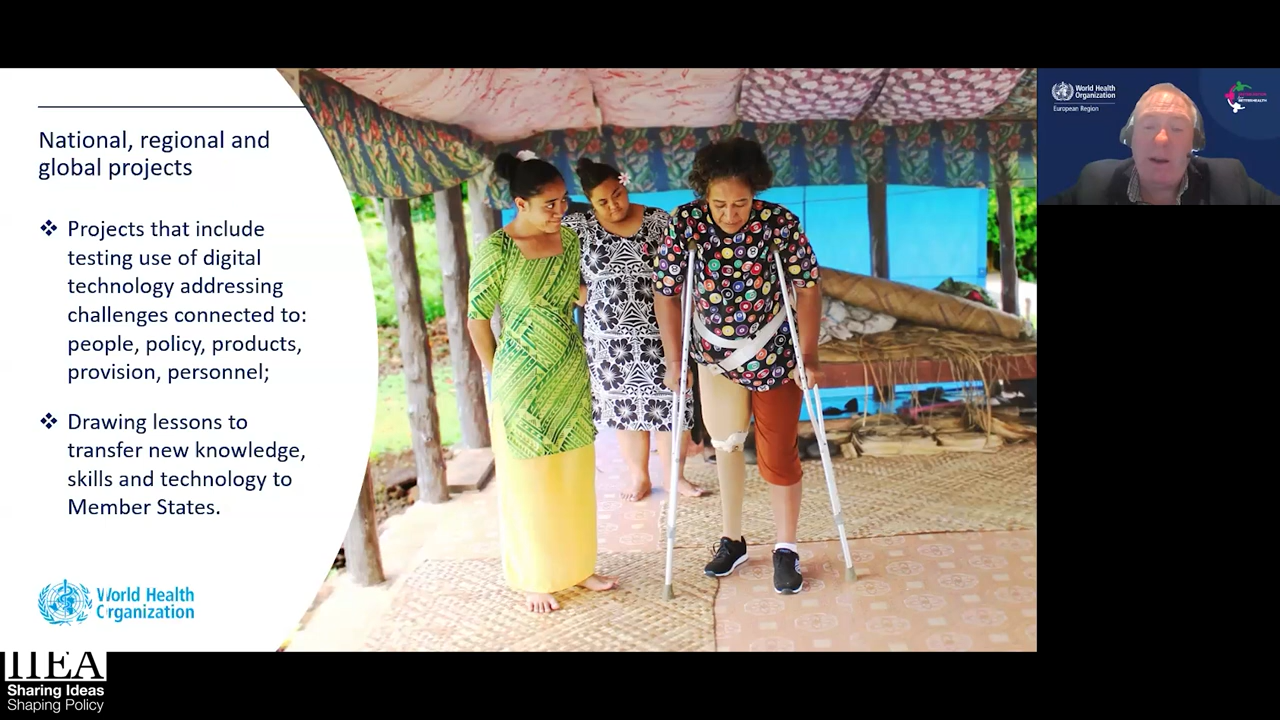 National, regional and
global projects
❖ Projects that include
testing use of digital
technology addressing
challenges connected to:
people, policy, products,
provision, personnel;
❖ Drawing lessons to
transfer new knowledge,
skills and technology to
Member States.
World Health
Organization
World Health
Organization
European Region
IIEA
Sharing Ideas
Shaping Policy